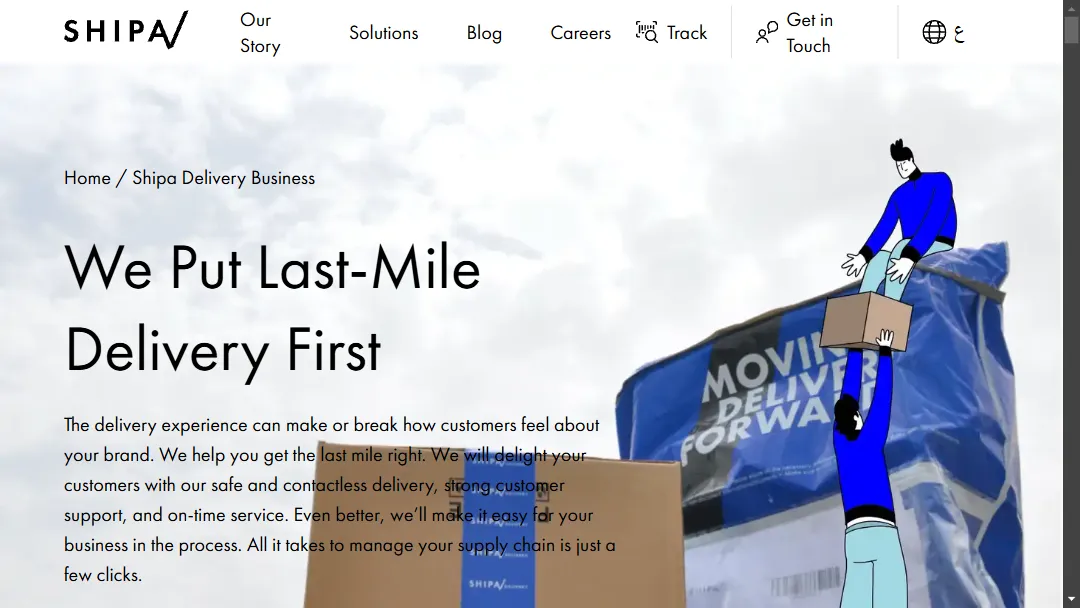 SHIPA
Our
Story
Solutions
Blog
Careers
Track
Get in
Touch
ع
Home / Shipa Delivery Business
We Put Last-Mile
Delivery First
The delivery experience can make or break how customers feel about
your brand. We help you get the last mile right. We will delight your
customers with our safe and contactless delivery, strong customer
support, and on-time service. Even better, we’ll make it easy for your
business in the process. All it takes to manage your supply chain is just a
few clicks.
MOVIN
DELIVER
FORWA
SHIPA